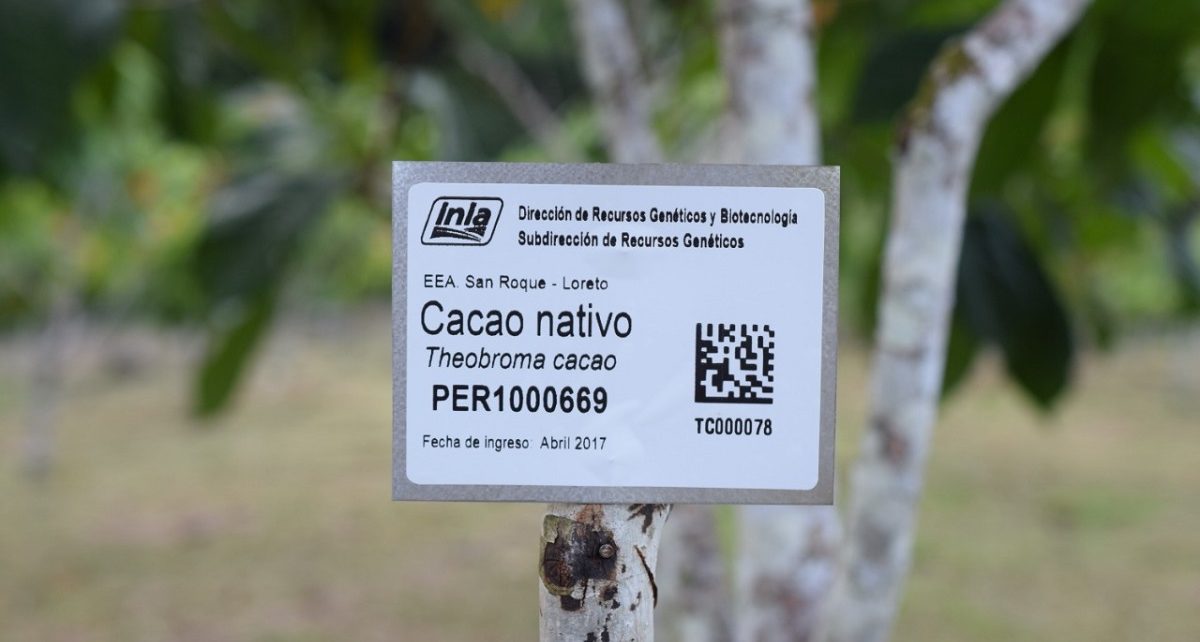 Inia
Dirección de Recursos Genéticos y Biotecnología
Subdirección de Recursos Genéticos
EEA. San Roque - Loreto
Cacao nativo
Theobroma cacao
PER1000669
TC000078
Fecha de ingreso: Abril 2017